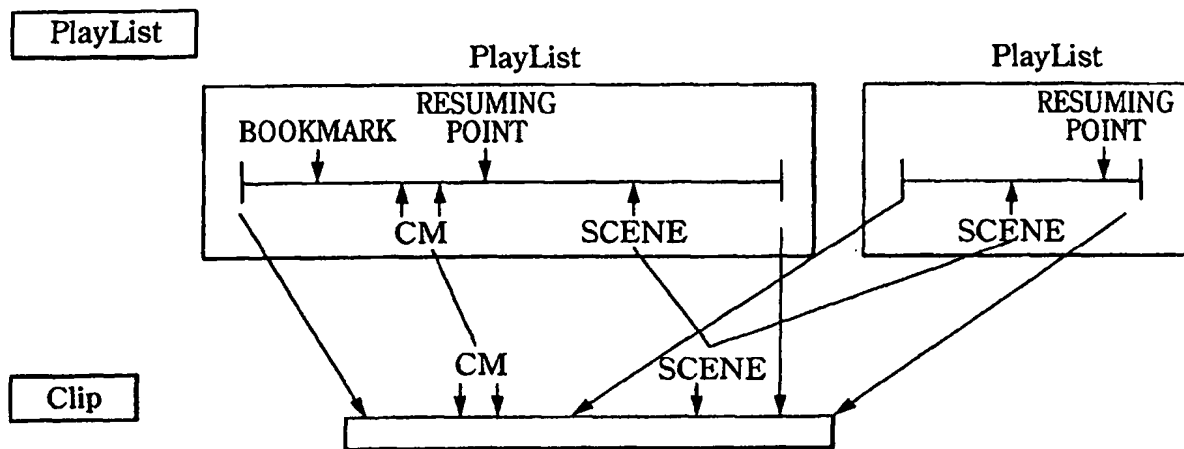 PlayList
PlayList
PlayList
BOOKMARK
RESUMING
POINT
RESUMING
POINT
CM
SCENE
SCENE
CM
SCENE
Clip